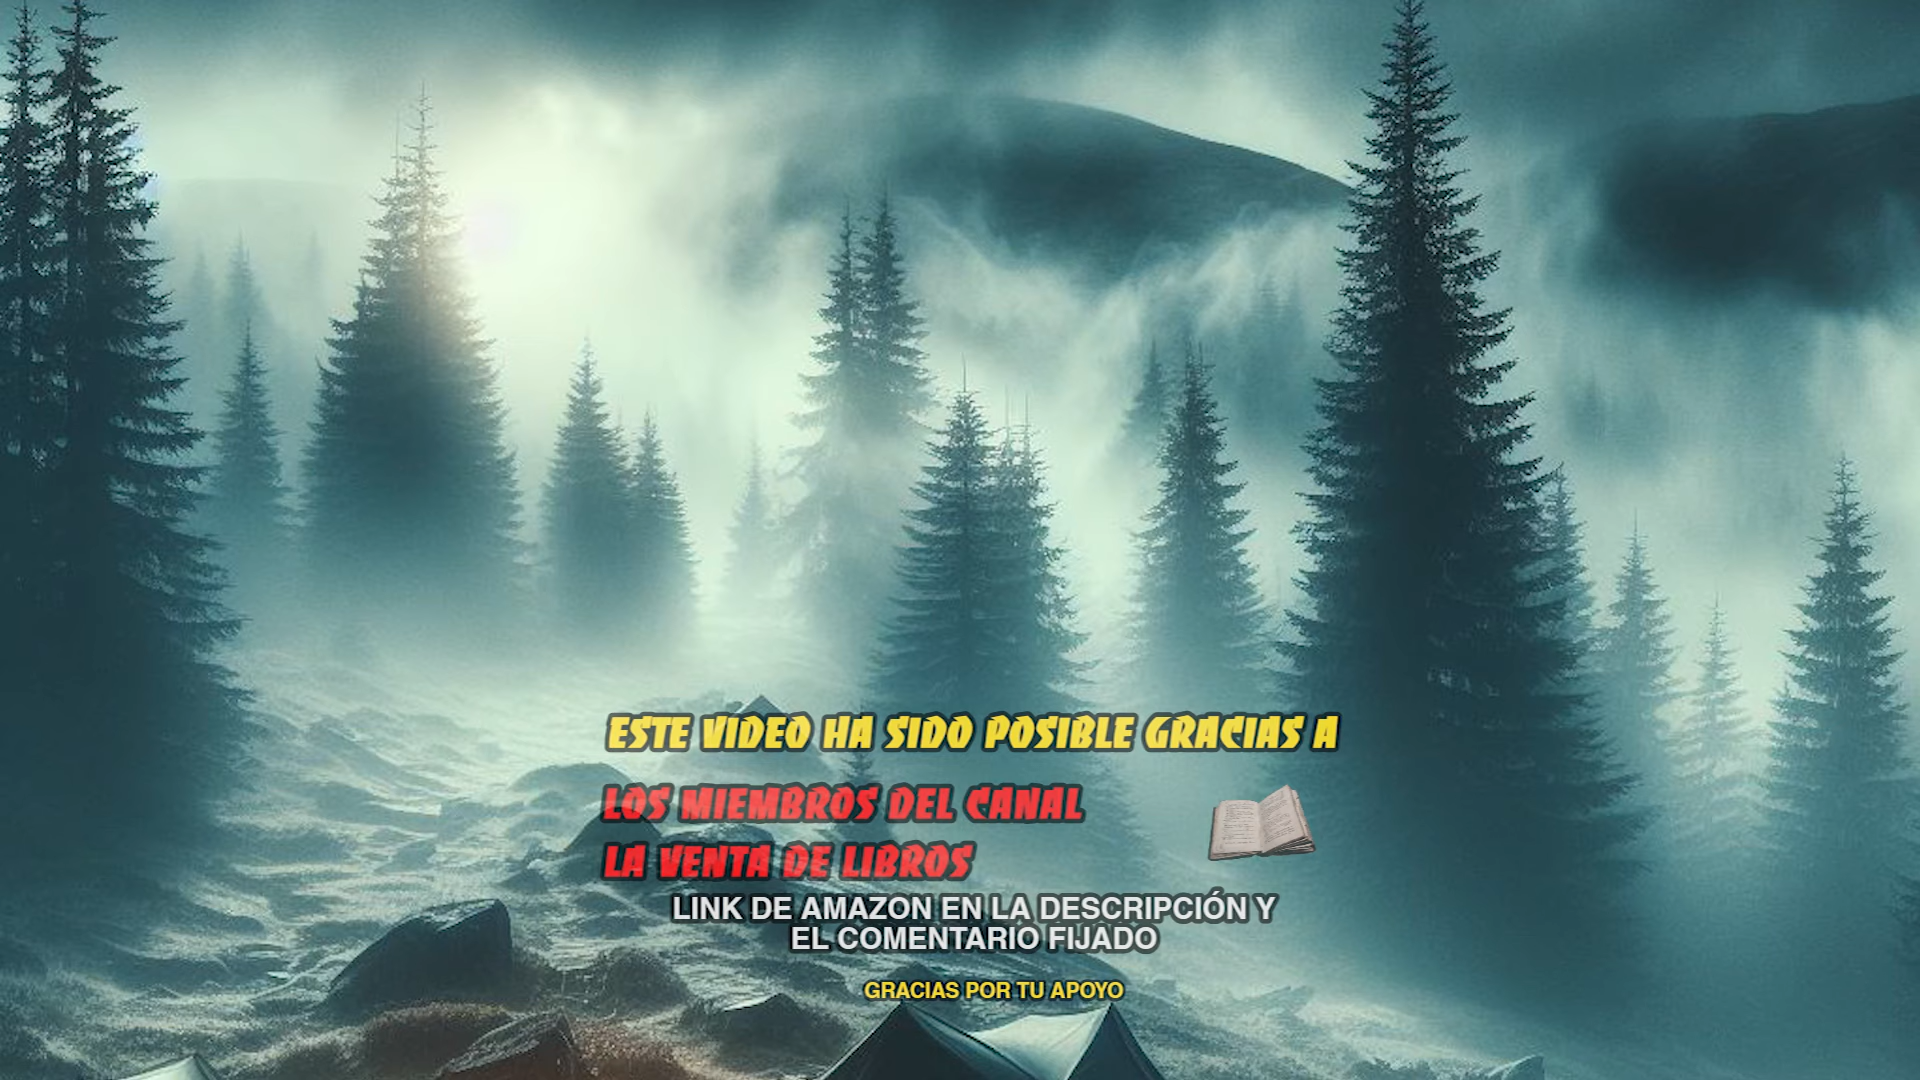 ESTE VIDEO HA SIDO POSIBLE GRACIAS A
LOS MIEMBROS DEL CANAL
LA VENTA DE LIBROS
LINK DE AMAZON EN LA DESCRIPCIÓN Y
EL COMENTARIO FIJADO
GRACIAS POR TU APOYO